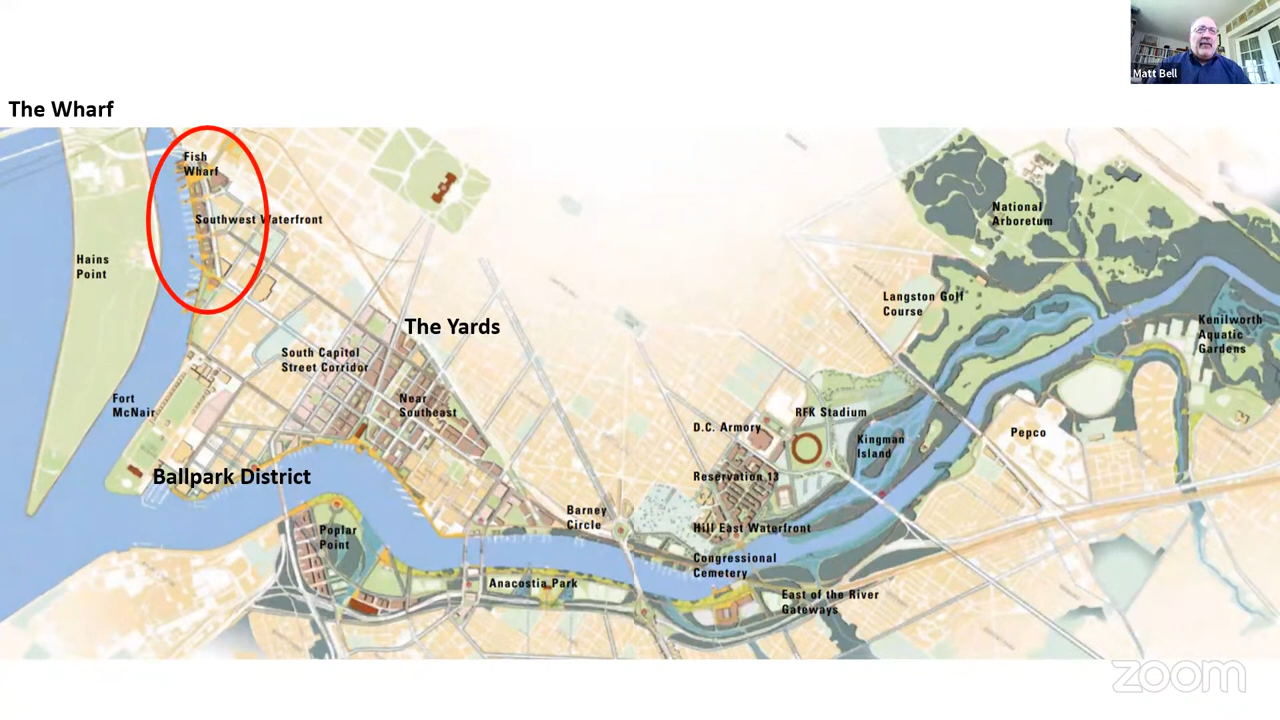 Matt Bell
The Wharf
Fish
Wharf
Southwest Waterfront
National
Arboretum
Hains
Point
Langston Golf
Course
The Yards
Kenilworth
Aquatic
Gardens
South Capitol
Street Corridor
Fort
McNair
Near
Southeast
RFK Stadium
D.C. Armory
Kingman
Island
Pepco
Ballpark District
Reservation 13
Barney
Circle
Poplar
Point
Hill East Waterfront
Congressional
Cemetery
Anacostia Park
East of the River
Gateways
zoom